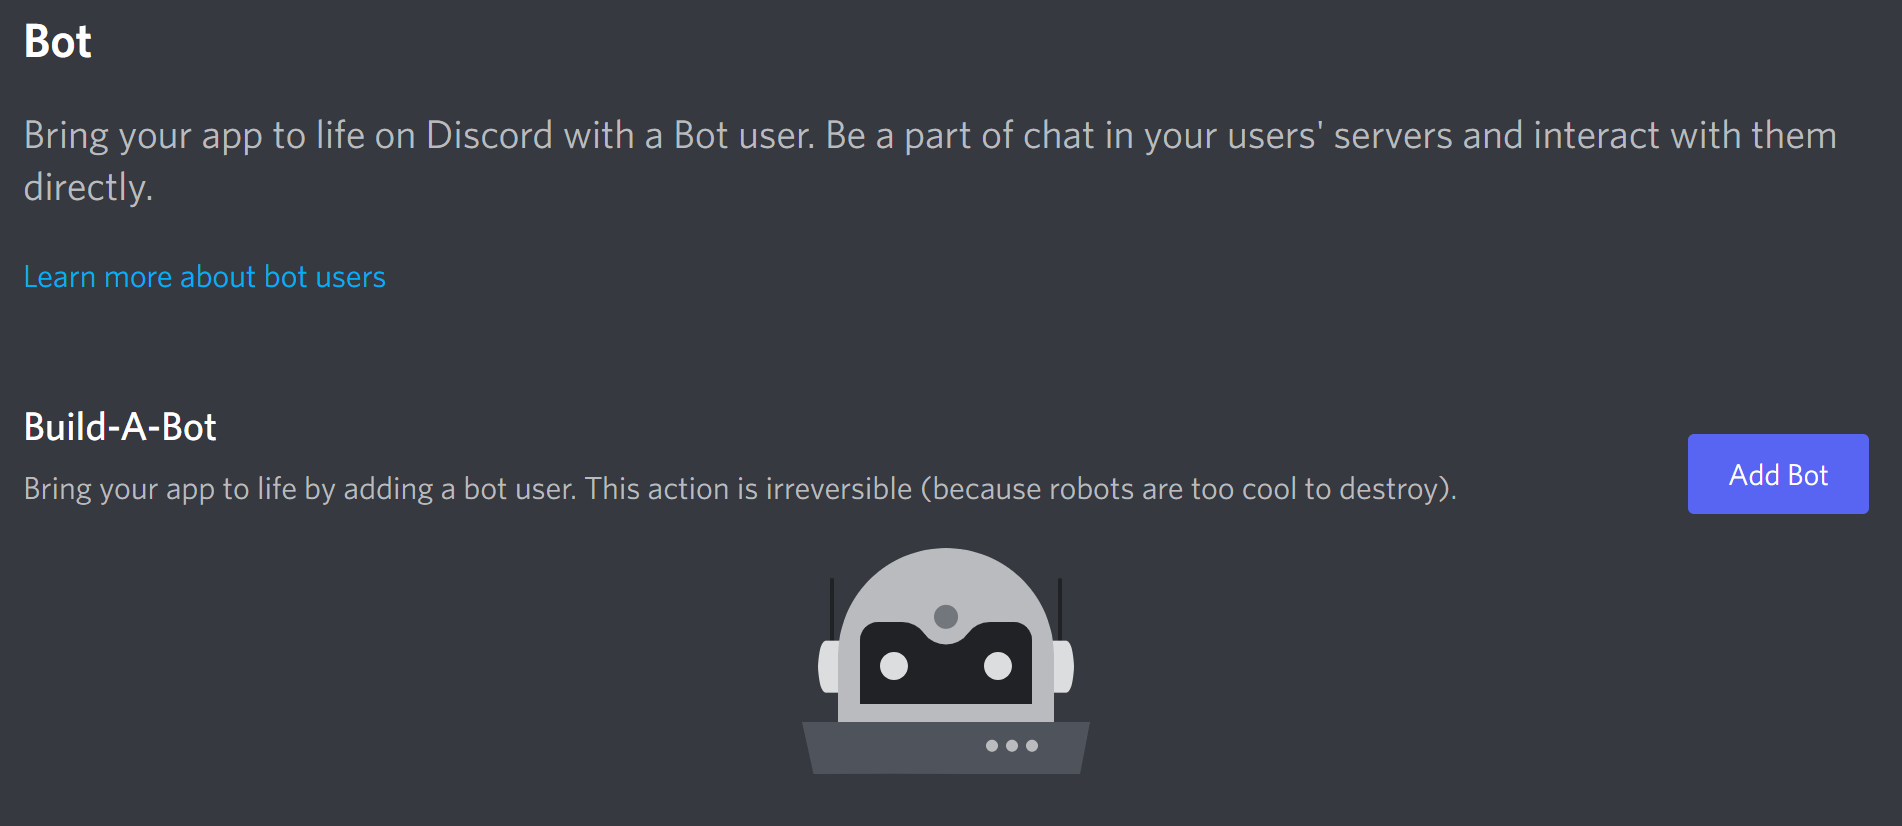 Bot
Bring your app to life on Discord with a Bot user. Be a part of chat in your users' servers and interact with them
directly.
Learn more about bot users
Build-A-Bot
Bring your app to life by adding a bot user. This action is irreversible (because robots are too cool to destroy).
Add Bot